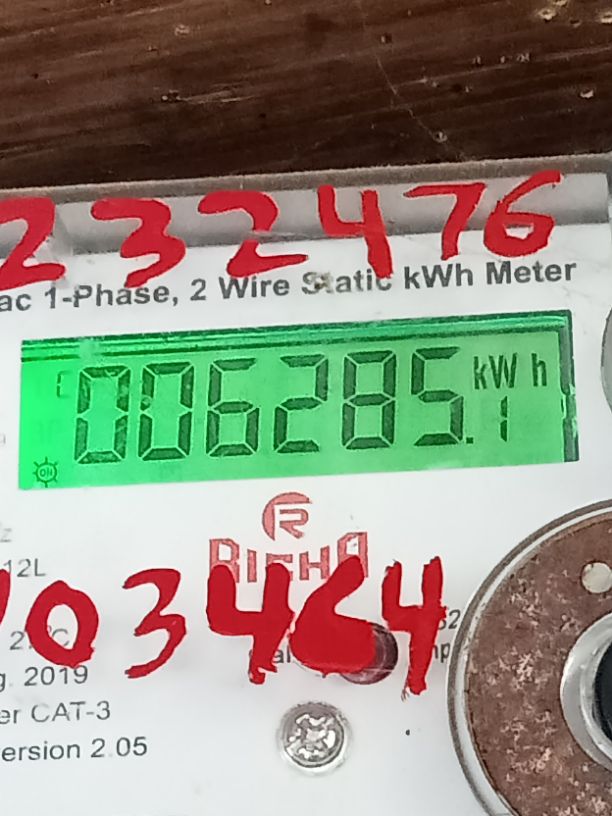 232476
ac 1-Phase, 2 Wire Static kWh Meter
006285.1 kWh
12L
03464
g. 2019
er CAT-3
ersion 2.05